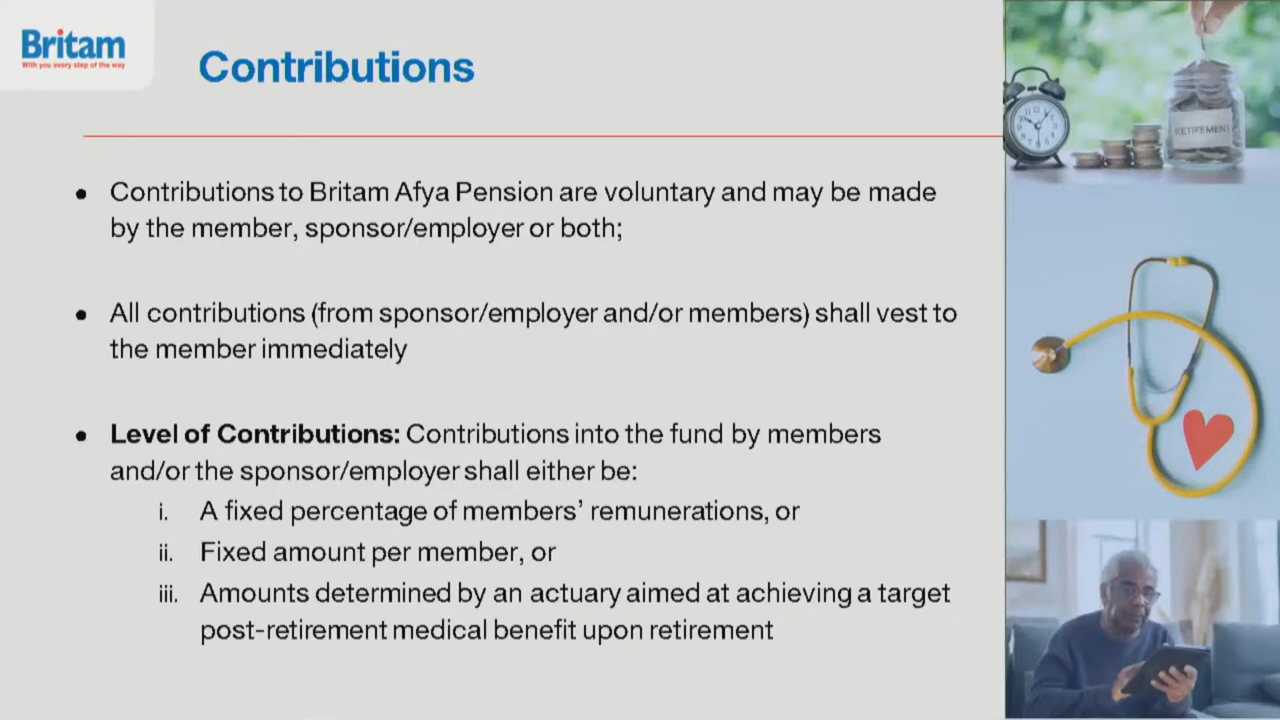 Britam
With you every step of the way
Contributions
RETIREMENT
• Contributions to Britam Afya Pension are voluntary and may be made
by the member, sponsor/employer or both;
• All contributions (from sponsor/employer and/or members) shall vest to
the member immediately
• Level of Contributions: Contributions into the fund by members
and/or the sponsor/employer shall either be:
i. A fixed percentage of members’ remunerations, or
ii. Fixed amount per member, or
iii. Amounts determined by an actuary aimed at achieving a target
post-retirement medical benefit upon retirement